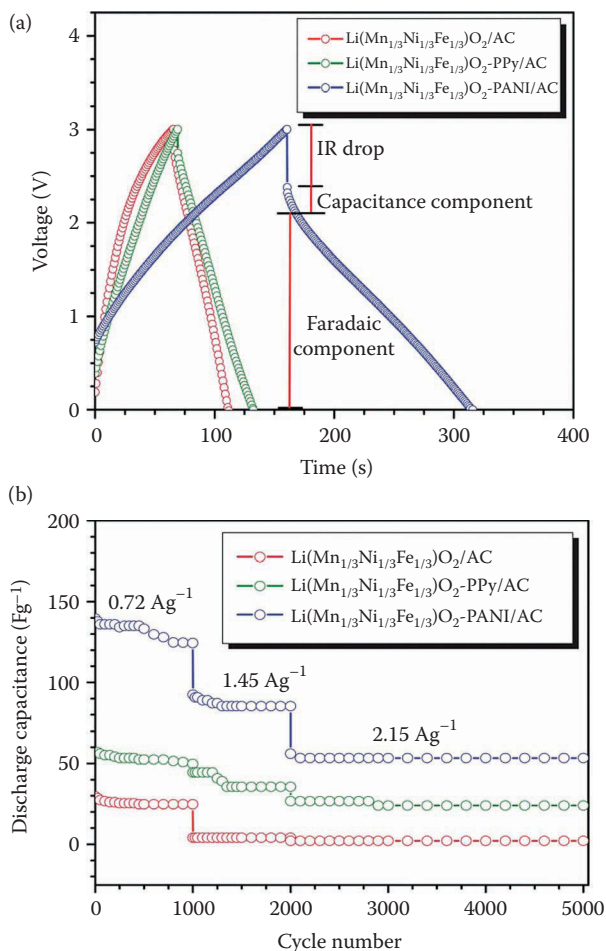 (a)
Li(Mn₁/₃Ni₁/₃Fe₁/₃)O₂/AC
Li(Mn₁/₃Ni₁/₃Fe₁/₃)O₂-PPy/AC
Li(Mn₁/₃Ni₁/₃Fe₁/₃)O₂-PANI/AC
4
3
2
1
0
Voltage (V)
IR drop
Capacitance component
Faradaic
component
0 100 200 300 400
Time (s)
(b)
200
150
100
50
0
Discharge capacitance (Fg⁻¹)
Li(Mn₁/₃Ni₁/₃Fe₁/₃)O₂/AC
Li(Mn₁/₃Ni₁/₃Fe₁/₃)O₂-PPy/AC
Li(Mn₁/₃Ni₁/₃Fe₁/₃)O₂-PANI/AC
0.72 Ag⁻¹
1.45 Ag⁻¹
2.15 Ag⁻¹
0 1000 2000 3000 4000 5000
Cycle number